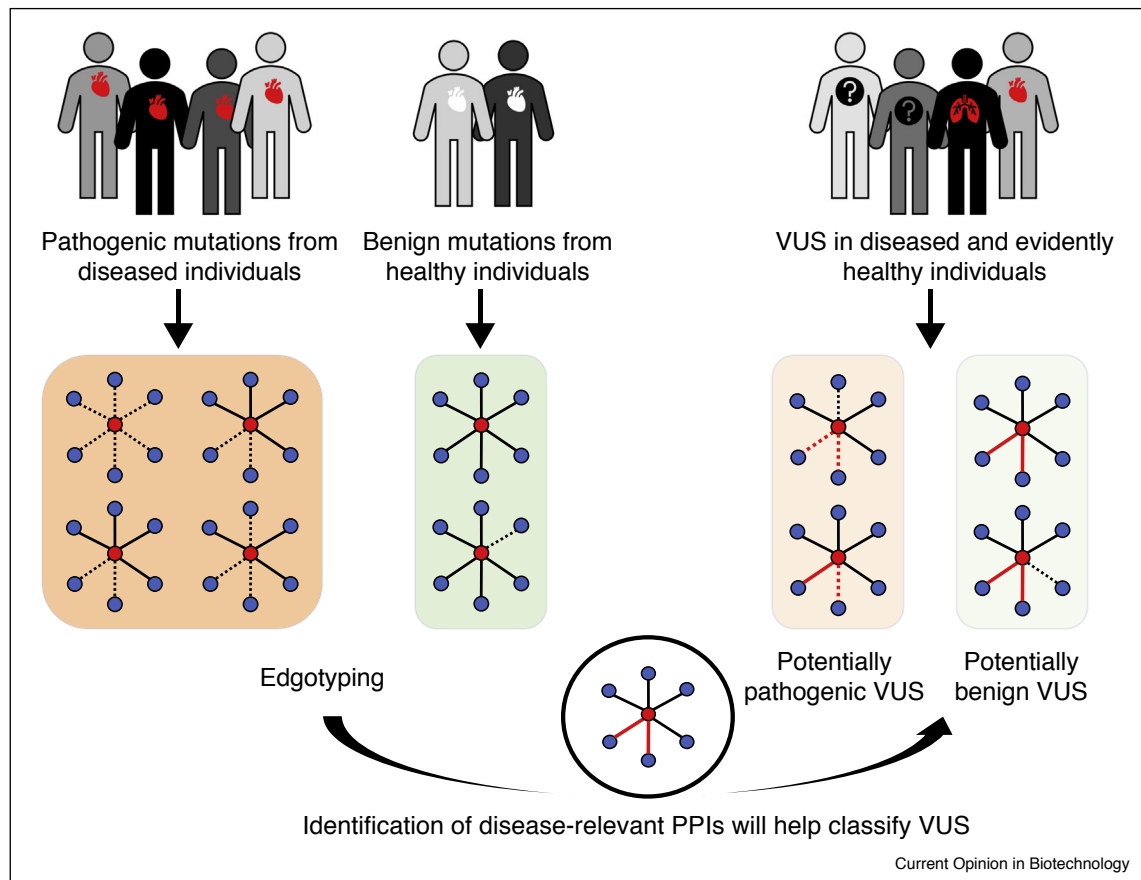 Pathogenic mutations from
diseased individuals
Benign mutations from
healthy individuals
VUS in diseased and evidently
healthy individuals
?
?
Edgotyping
Potentially
pathogenic VUS
Potentially
benign VUS
Identification of disease-relevant PPIs will help classify VUS
Current Opinion in Biotechnology